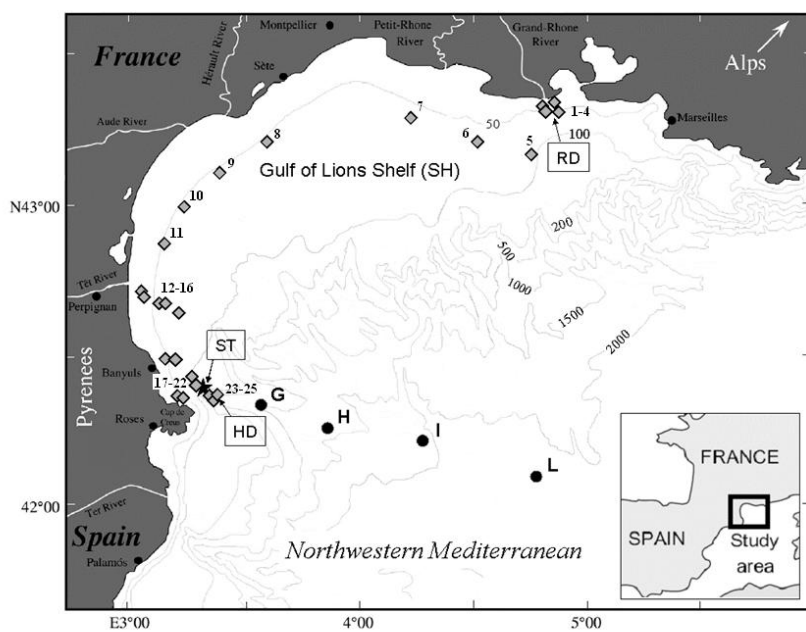 Montpellier
Petit-Rhone
River
Grand-Rhone
River
France
Hérault River
Sète
Alps
Aude River
7
8
6
50
1-4
100
Marseilles
5
RD
9
Gulf of Lions Shelf (SH)
N43°00
10
11
200
500
1000
1500
2000
Têt River
12-16
Perpignan
ST
Banyuls
17-22
23-25
G
Pyrenees
Roses
Cap de
Creus
HD
H
I
L
FRANCE
SPAIN
Study
area
42°00
Ter River
Spain
Palamós
Northwestern Mediterranean
E3°00
4°00
5°00